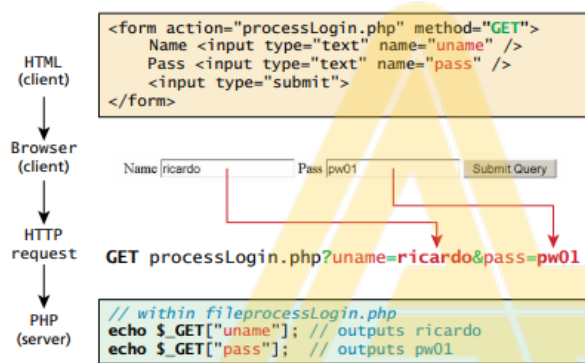 <form action="processLogin.php" method="GET">
Name <input type="text" name="uname" />
Pass <input type="text" name="pass" />
<input type="submit">
</form>
HTML
(client)
Browser
(client)
Name ricardo Pass pw01 Submit Query
HTTP
request
GET processLogin.php?uname=ricardo&pass=pw01
PHP
(server)
// within fileprocessLogin.php
echo $_GET["uname"]; // outputs ricardo
echo $_GET["pass"]; // outputs pw01